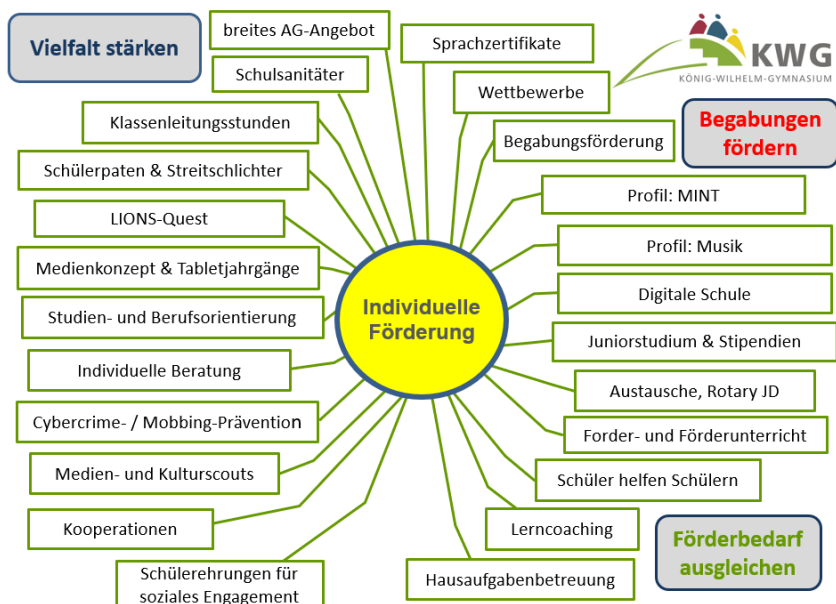 Vielfalt stärken
breites AG-Angebot
Sprachzertifikate
KWG
KÖNIG-WILHELM-GYMNASIUM
Schulsanitäter
Wettbewerbe
Klassenleitungsstunden
Begabungsförderung
Begabungen
fördern
Schülerpaten & Streitschlichter
Profil: MINT
LIONS-Quest
Profil: Musik
Medienkonzept & Tabletjahrgänge
Digitale Schule
Individuelle
Förderung
Studien- und Berufsorientierung
Juniorstudium & Stipendien
Individuelle Beratung
Austausche, Rotary JD
Cybercrime- / Mobbing-Prävention
Forder- und Förderunterricht
Medien- und Kulturscouts
Schüler helfen Schülern
Kooperationen
Lerncoaching
Förderbedarf
ausgleichen
Schülerehrungen für
soziales Engagement
Hausaufgabenbetreuung